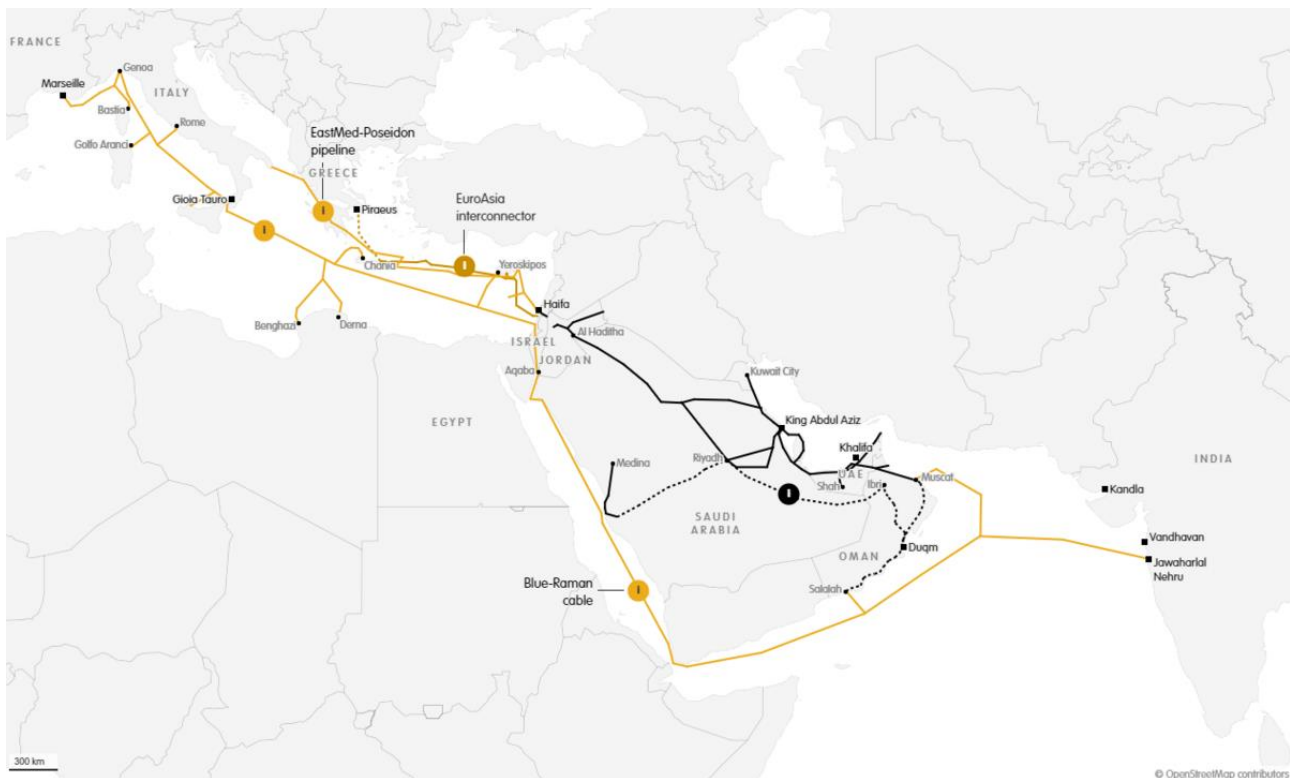 FRANCE
Genoa
Marseille
ITALY
Bastia
Rome
Golfo Aranci
EastMed-Poseidon
pipeline
GREECE
Gioia Tauro
Piraeus
EuroAsia
interconnector
Chania
Yeroskipos
Benghazi
Derna
Haifa
ISRAEL
Al Haditha
JORDAN
Aqaba
Kuwait City
EGYPT
King Abdul Aziz
Khalifa
Riyadh
Medina
UAE
Shah
Ibri
Muscat
INDIA
Kandla
SAUDI
ARABIA
Vandhavan
OMAN
Duqm
Jawaharlal
Nehru
Blue-Raman
cable
Salalah
300 km
© OpenStreetMap contributors